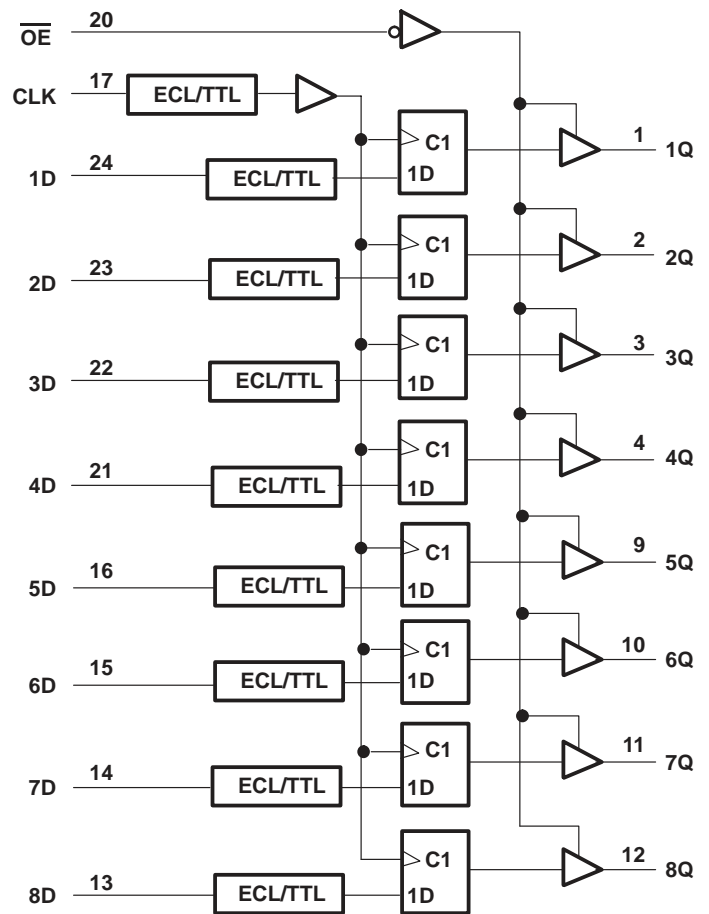 OE 20
CLK 17 ECL/TTL
1D 24 ECL/TTL C1 1D 1 1Q
2D 23 ECL/TTL C1 1D 2 2Q
3D 22 ECL/TTL C1 1D 3 3Q
4D 21 ECL/TTL C1 1D 4 4Q
5D 16 ECL/TTL C1 1D 9 5Q
6D 15 ECL/TTL C1 1D 10 6Q
7D 14 ECL/TTL C1 1D 11 7Q
8D 13 ECL/TTL C1 1D 12 8Q